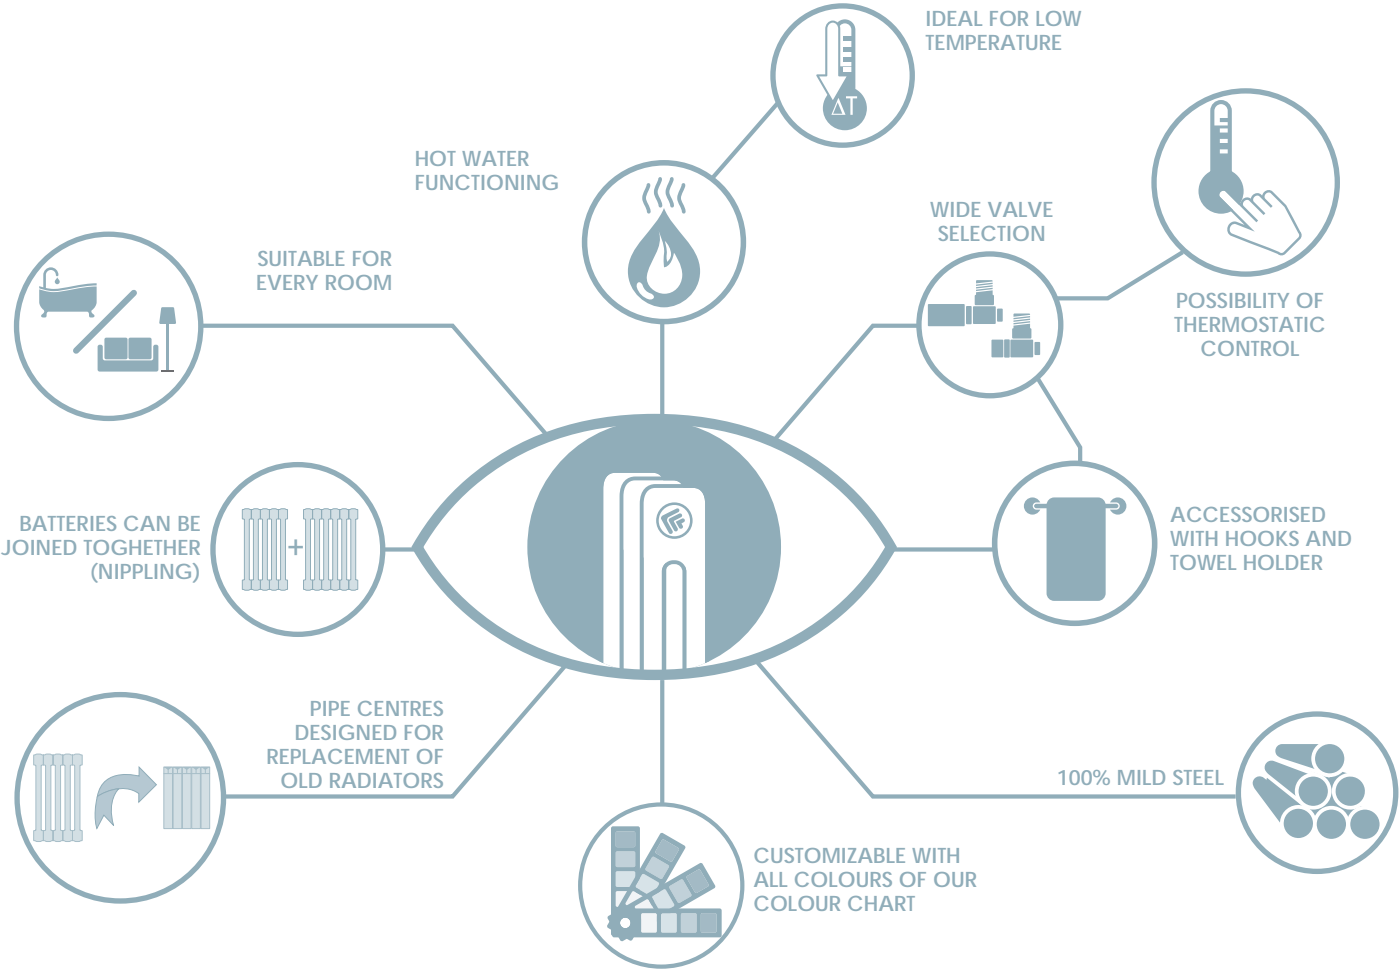 IDEAL FOR LOW
TEMPERATURE
ΔT
HOT WATER
FUNCTIONING
WIDE VALVE
SELECTION
SUITABLE FOR
EVERY ROOM
POSSIBILITY OF
THERMOSTATIC
CONTROL
BATTERIES CAN BE
JOINED TOGHETHER
(NIPPLING)
+
ACCESSORISED
WITH HOOKS AND
TOWEL HOLDER
PIPE CENTRES
DESIGNED FOR
REPLACEMENT OF
OLD RADIATORS
100% MILD STEEL
CUSTOMIZABLE WITH
ALL COLOURS OF OUR
COLOUR CHART